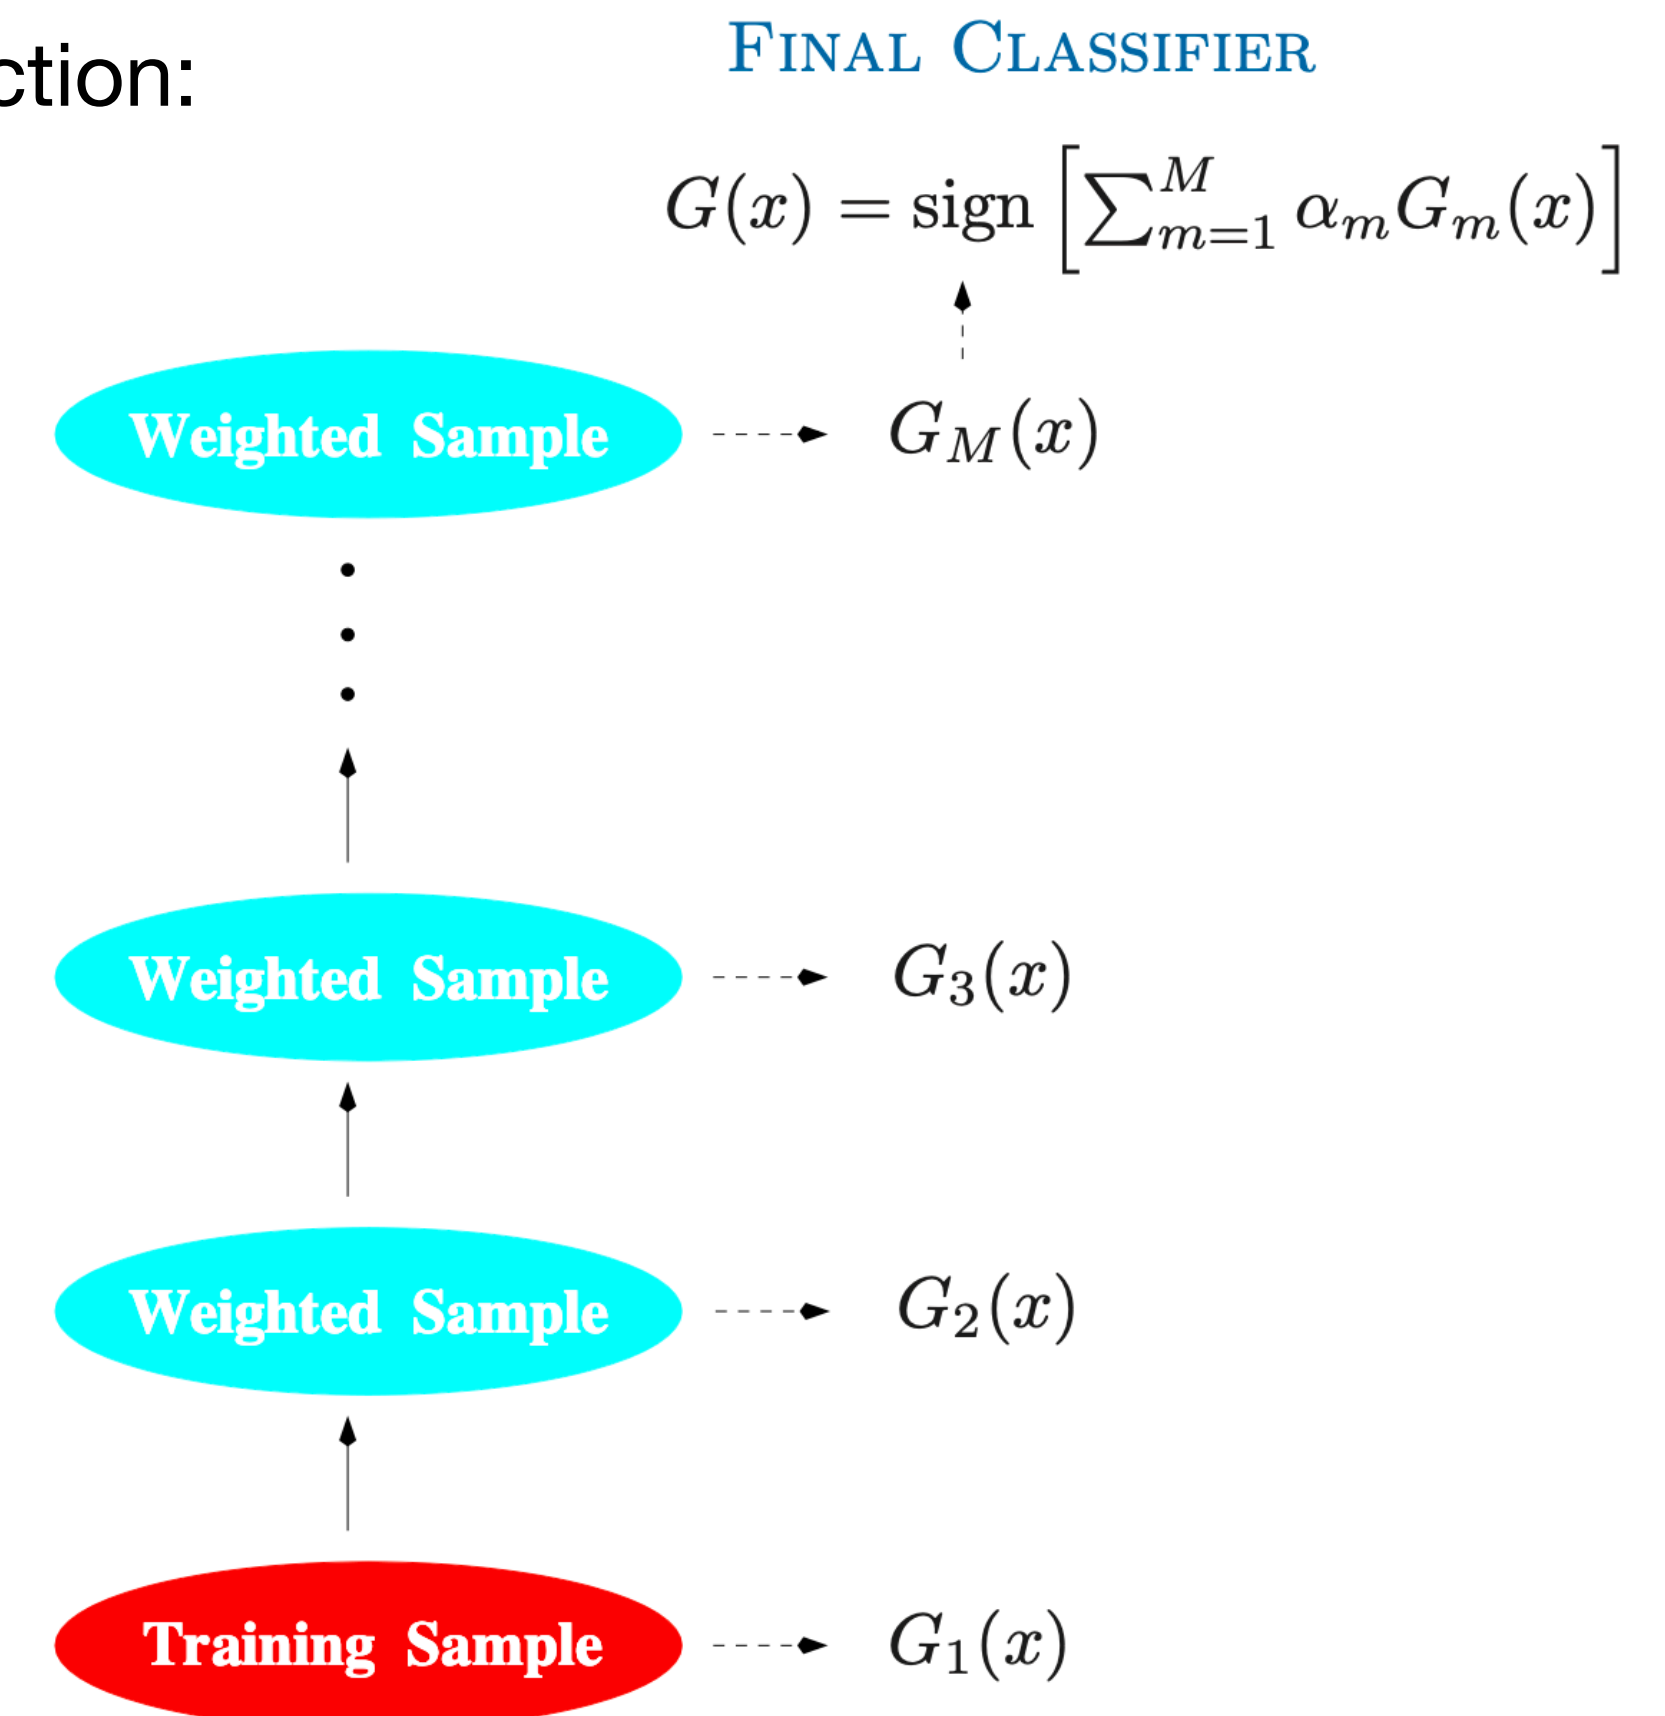 ction:
FINAL CLASSIFIER
G(x) = sign [∑_{m=1}^{M} α_m G_m(x)]
Weighted Sample G_M(x)
Weighted Sample G_3(x)
Weighted Sample G_2(x)
Training Sample G_1(x)